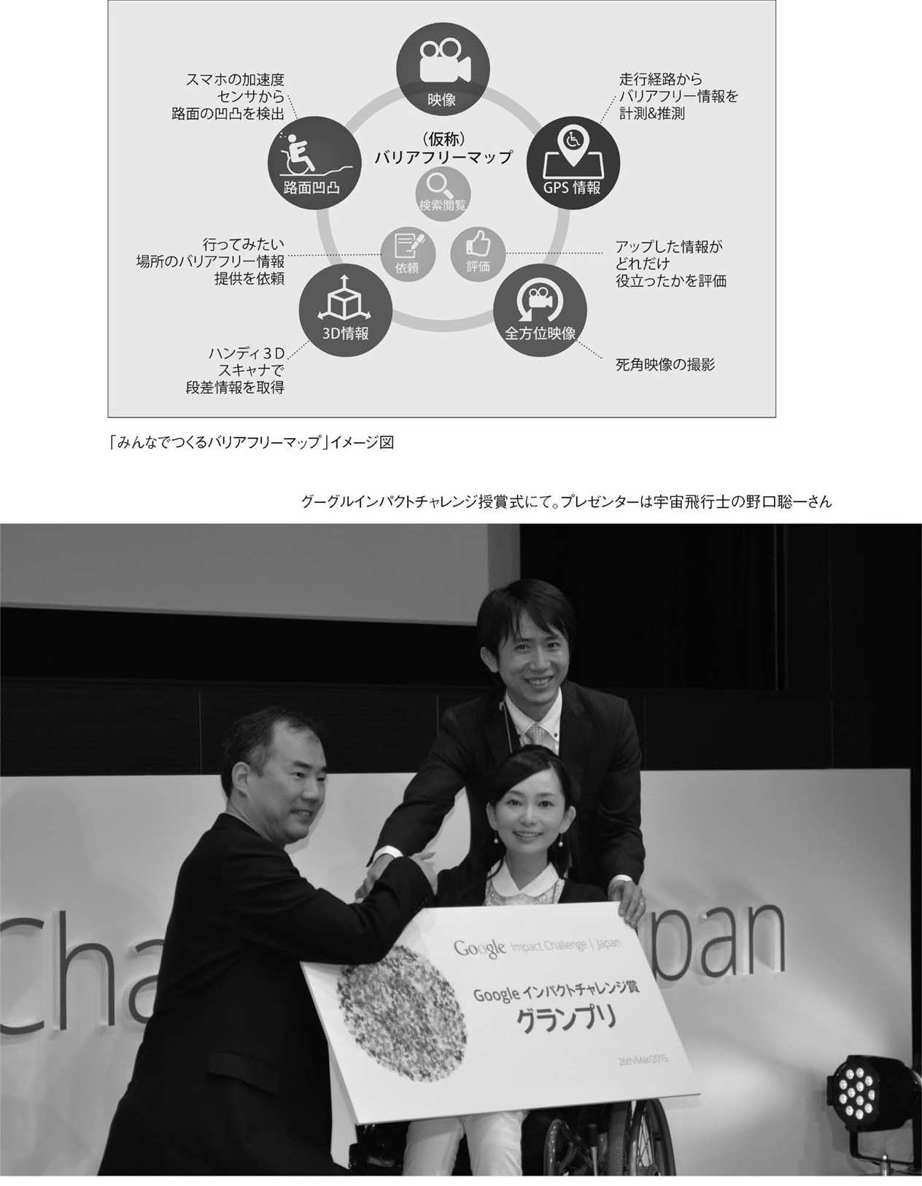 映像
スマホの加速度
センサから
路面の凹凸を検出
走行経路から
バリアフリー情報を
計測&推測
（仮称）
バリアフリーマップ
路面凹凸
GPS 情報
検索閲覧
行ってみたい
場所のバリアフリー情報
提供を依頼
依頼
評価
アップした情報が
どれだけ
役立ったかを評価
3D情報
全方位映像
ハンディ３D
スキャナで
段差情報を取得
死角映像の撮影
「みんなでつくるバリアフリーマップ」イメージ図
グーグルインパクトチャレンジ授賞式にて。プレゼンターは宇宙飛行士の野口聡一さん
Cha
pan
Google Impact Challenge | Japan
Google インパクトチャレンジ賞
グランプリ
26th/Mar/2015